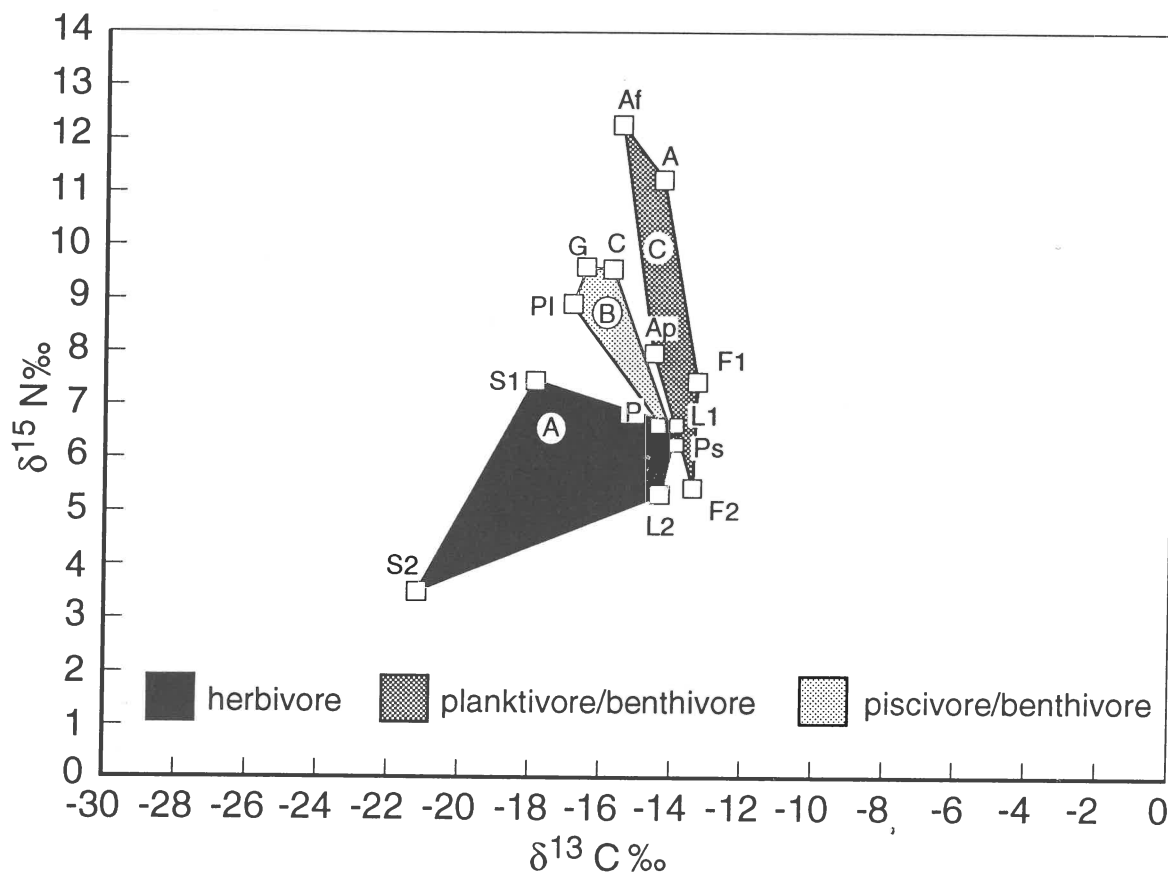 14
13
12
11
10
9
8
7
6
5
4
3
2
1
0
δ15 N‰
Af
A
C
G
C
Pl
B
Ap
F1
S1
A
P
L1
Ps
L2
F2
S2
herbivore
planktivore/benthivore
piscivore/benthivore
-30 -28 -26 -24 -22 -20 -18 -16 -14 -12 -10 -8 -6 -4 -2 0
δ13 C‰